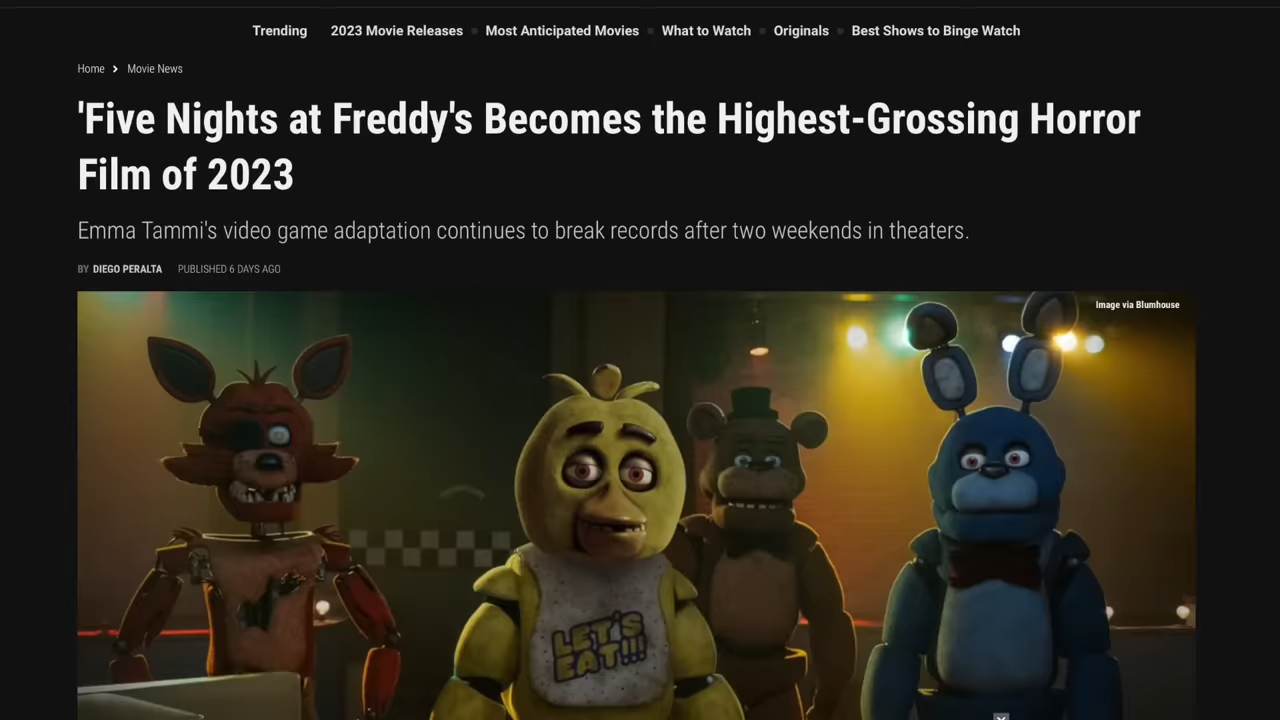 Trending 2023 Movie Releases Most Anticipated Movies What to Watch Originals Best Shows to Binge Watch
Home Movie News
'Five Nights at Freddy's Becomes the Highest-Grossing Horror
Film of 2023
Emma Tammi's video game adaptation continues to break records after two weekends in theaters.
BY DIEGO PERALTA PUBLISHED 6 DAYS AGO
Image via Blumhouse
LET'S
EAT!!!